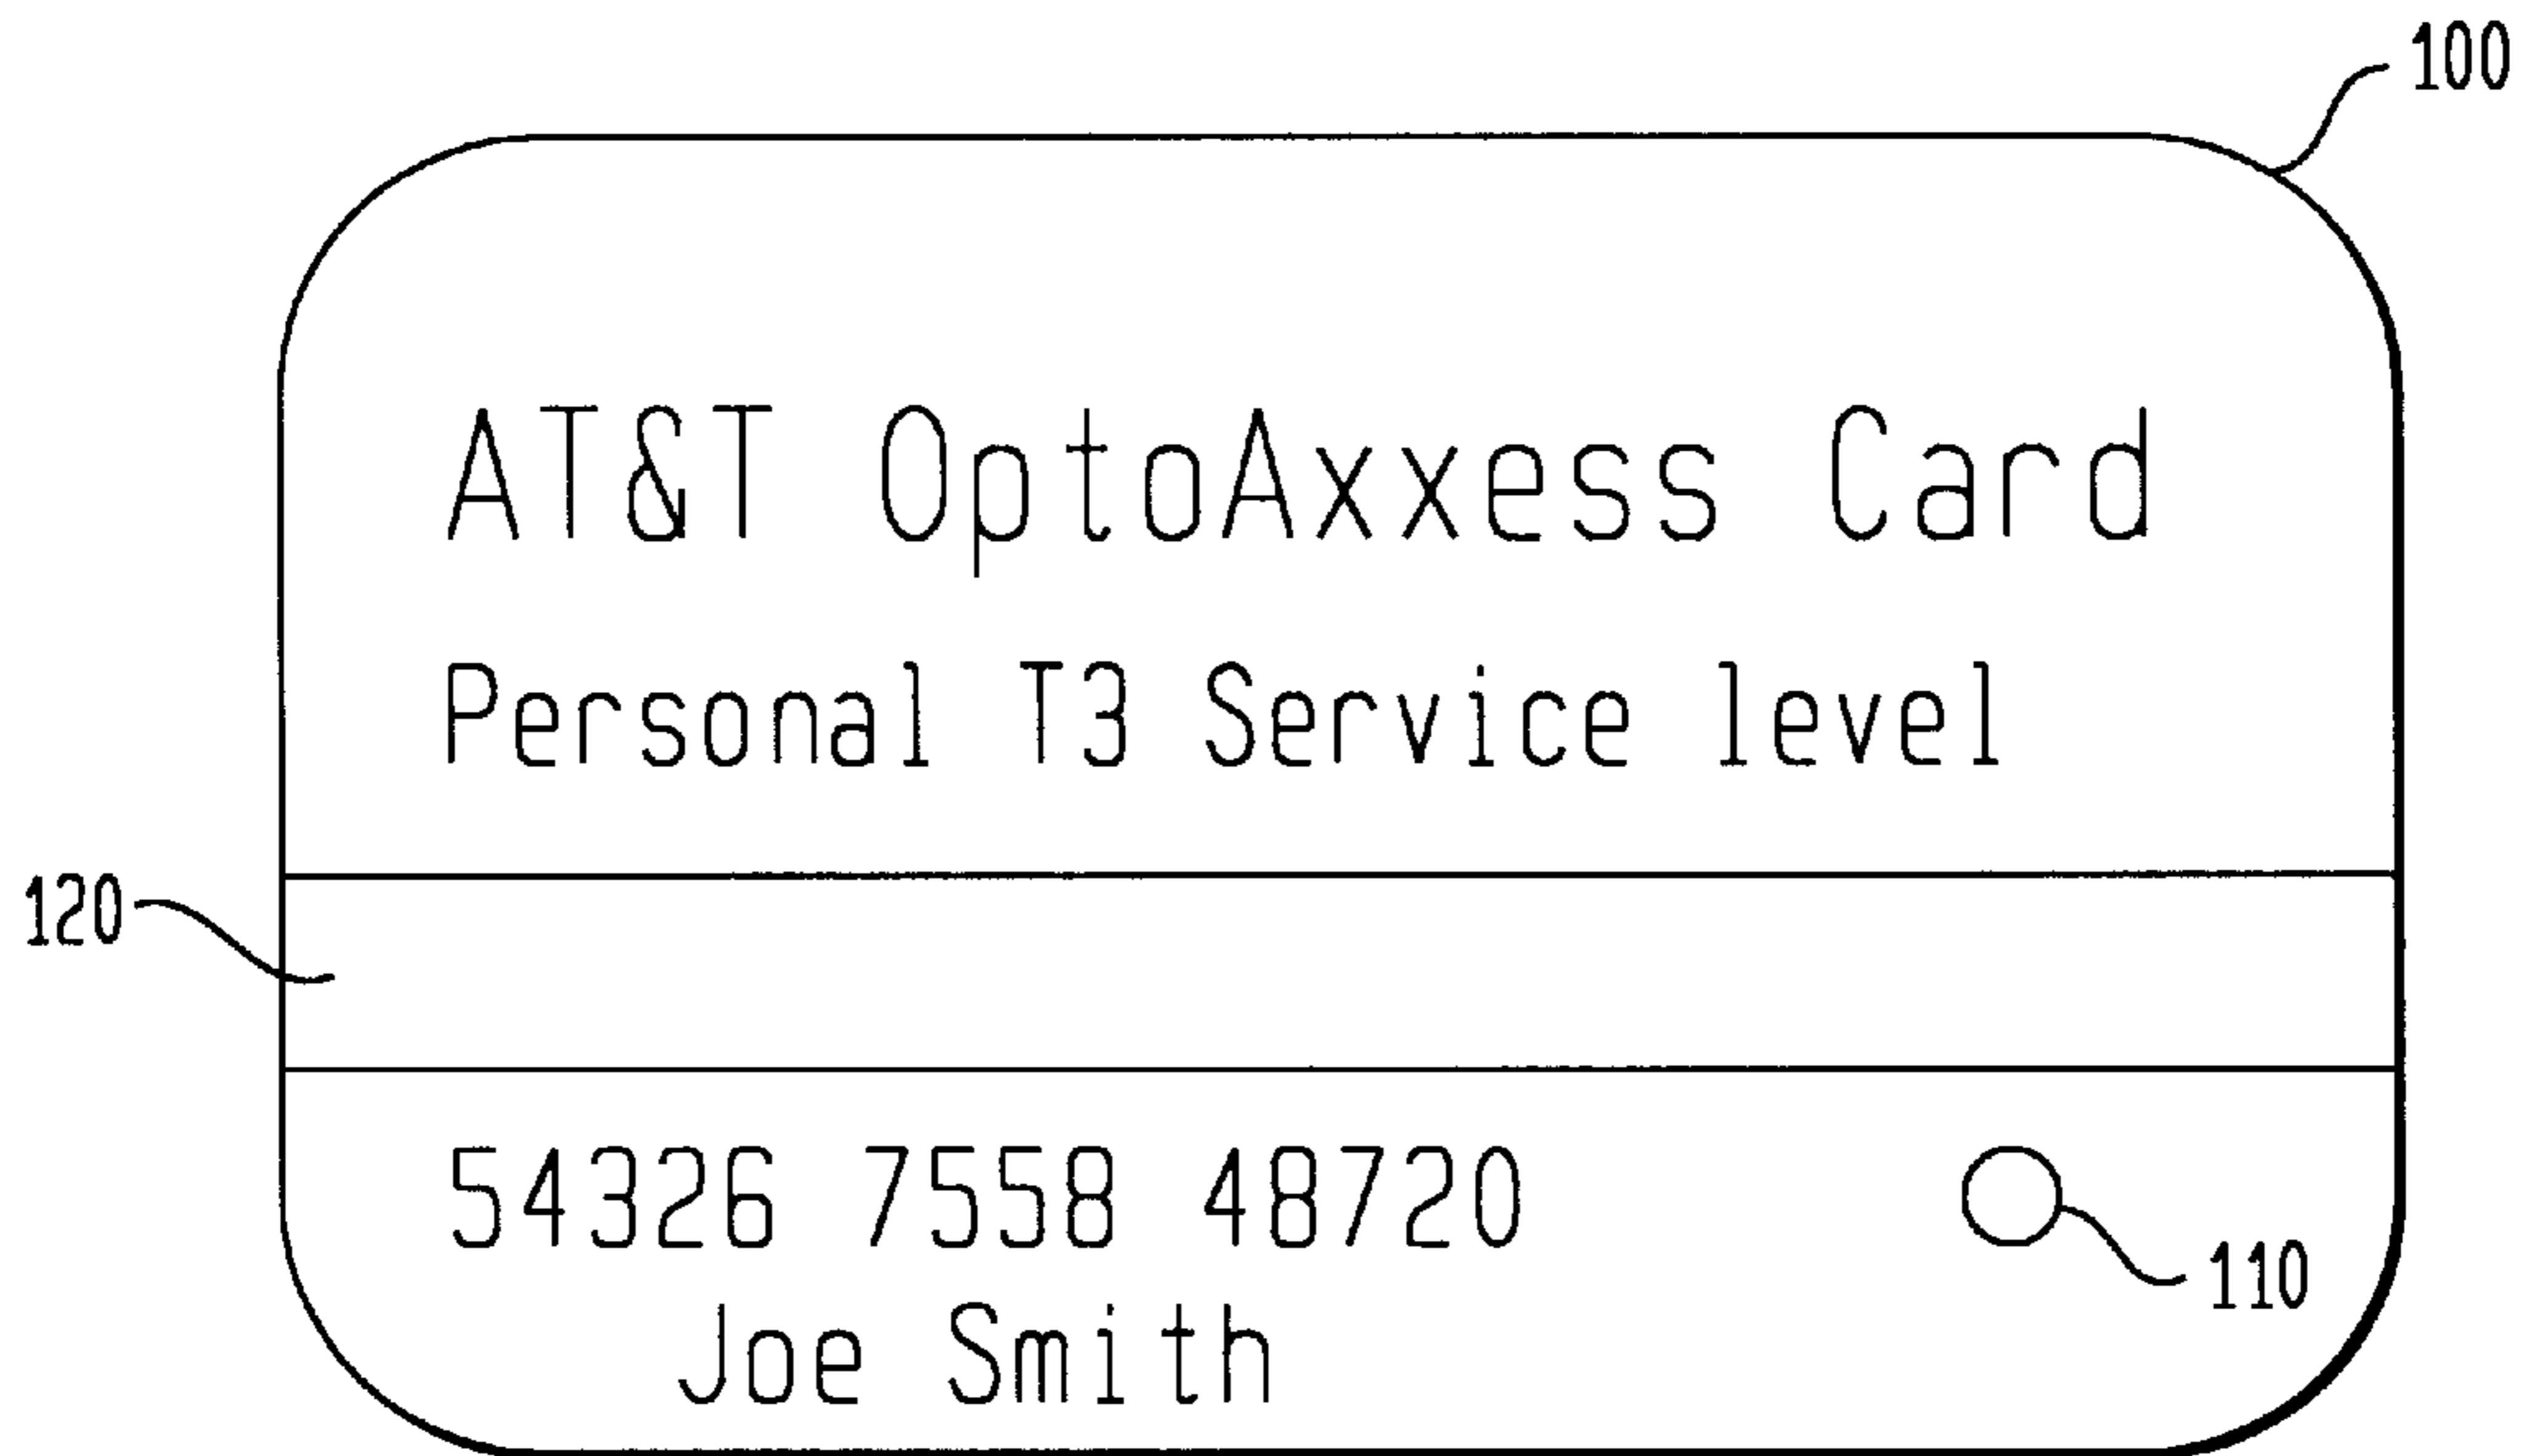 100
AT&T OptoAxxess Card
Personal T3 Service level
120
54326 7558 48720
110
Joe Smith